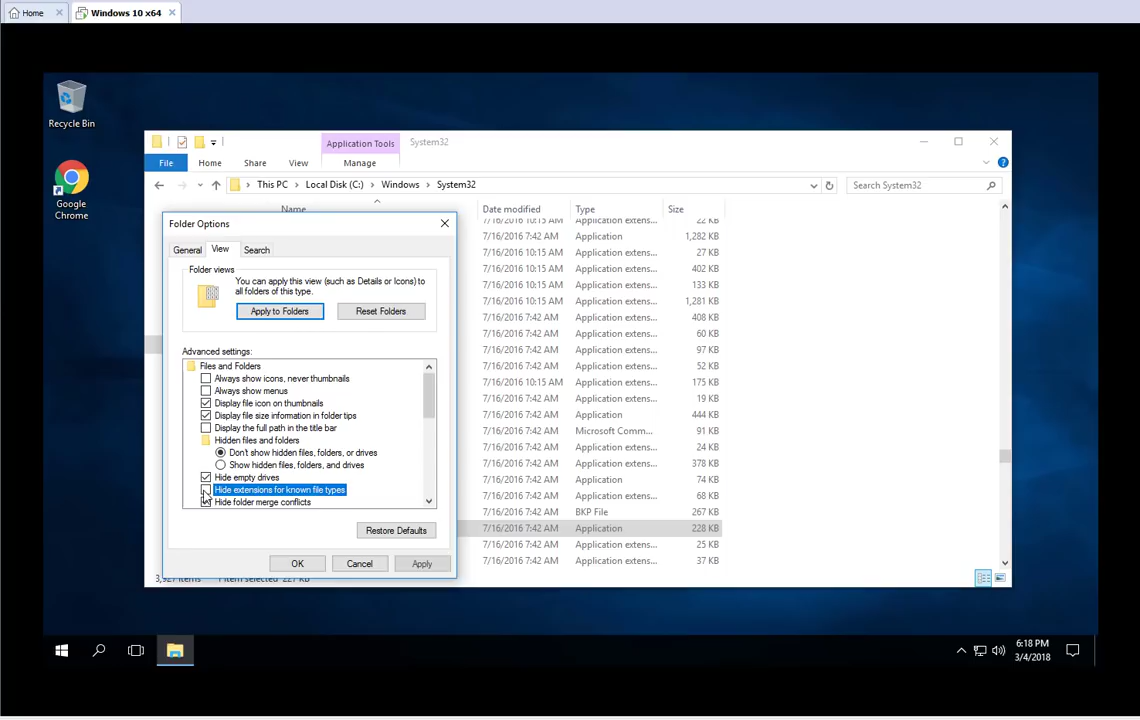 Home
Windows 10 x64
Recycle Bin
Google
Chrome
Application Tools
System32
File
Home
Share
View
Manage
This PC
Local Disk (C:)
Windows
System32
Search System32
Name
Date modified
Type
Size
Folder Options
General
View
Search
Folder views
You can apply this view (such as Details or Icons) to
all folders of this type.
Apply to Folders
Reset Folders
Advanced settings:
Files and Folders
Always show icons, never thumbnails
Always show menus
Display file icon on thumbnails
Display file size information in folder tips
Display the full path in the title bar
Hidden files and folders
Don't show hidden files, folders, or drives
Show hidden files, folders, and drives
Hide empty drives
Hide extensions for known file types
Hide folder merge conflicts
Restore Defaults
OK
Cancel
Apply
7/16/2016 10:15 AM Application extens... 22 KB
7/16/2016 7:42 AM Application 1,282 KB
7/16/2016 10:15 AM Application extens... 27 KB
7/16/2016 10:15 AM Application extens... 402 KB
7/16/2016 10:15 AM Application extens... 133 KB
7/16/2016 10:15 AM Application extens... 1,281 KB
7/16/2016 7:42 AM Application extens... 408 KB
7/16/2016 7:42 AM Application extens... 60 KB
7/16/2016 7:42 AM Application extens... 97 KB
7/16/2016 7:42 AM Application extens... 52 KB
7/16/2016 10:15 AM Application extens... 175 KB
7/16/2016 7:42 AM Application extens... 19 KB
7/16/2016 7:42 AM Application 444 KB
7/16/2016 7:42 AM Microsoft Comm... 91 KB
7/16/2016 7:42 AM Application extens... 24 KB
7/16/2016 7:42 AM Application extens... 378 KB
7/16/2016 7:42 AM Application extens... 74 KB
7/16/2016 7:42 AM Application extens... 68 KB
7/16/2016 7:42 AM BKP File 267 KB
7/16/2016 7:42 AM Application 228 KB
7/16/2016 7:42 AM Application extens... 25 KB
7/16/2016 7:42 AM Application extens... 37 KB
items 1 item selected 227 KB
6:18 PM
3/4/2018